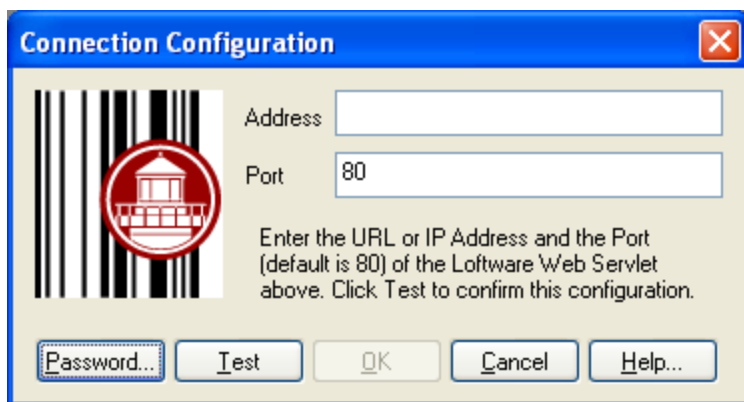 Connection Configuration
Address
Port 80
Enter the URL or IP Address and the Port
(default is 80) of the Loftware Web Servlet
above. Click Test to confirm this configuration.
Password... Test OK Cancel Help...